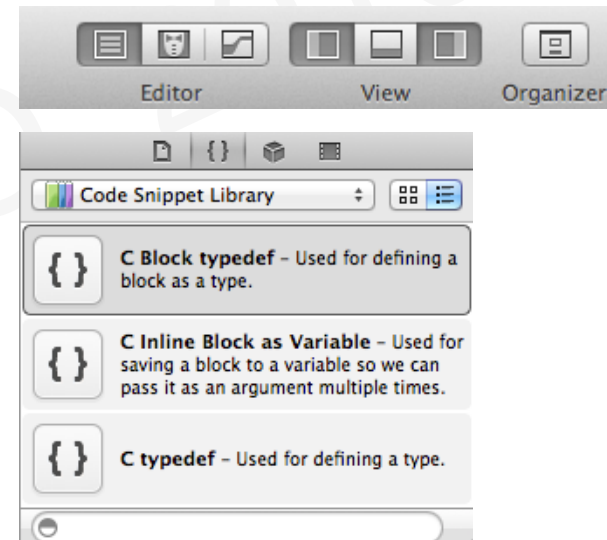 Editor View Organizer
{ }
Code Snippet Library
{ } C Block typedef – Used for defining a
block as a type.
{ } C Inline Block as Variable – Used for
saving a block to a variable so we can
pass it as an argument multiple times.
{ } C typedef – Used for defining a type.